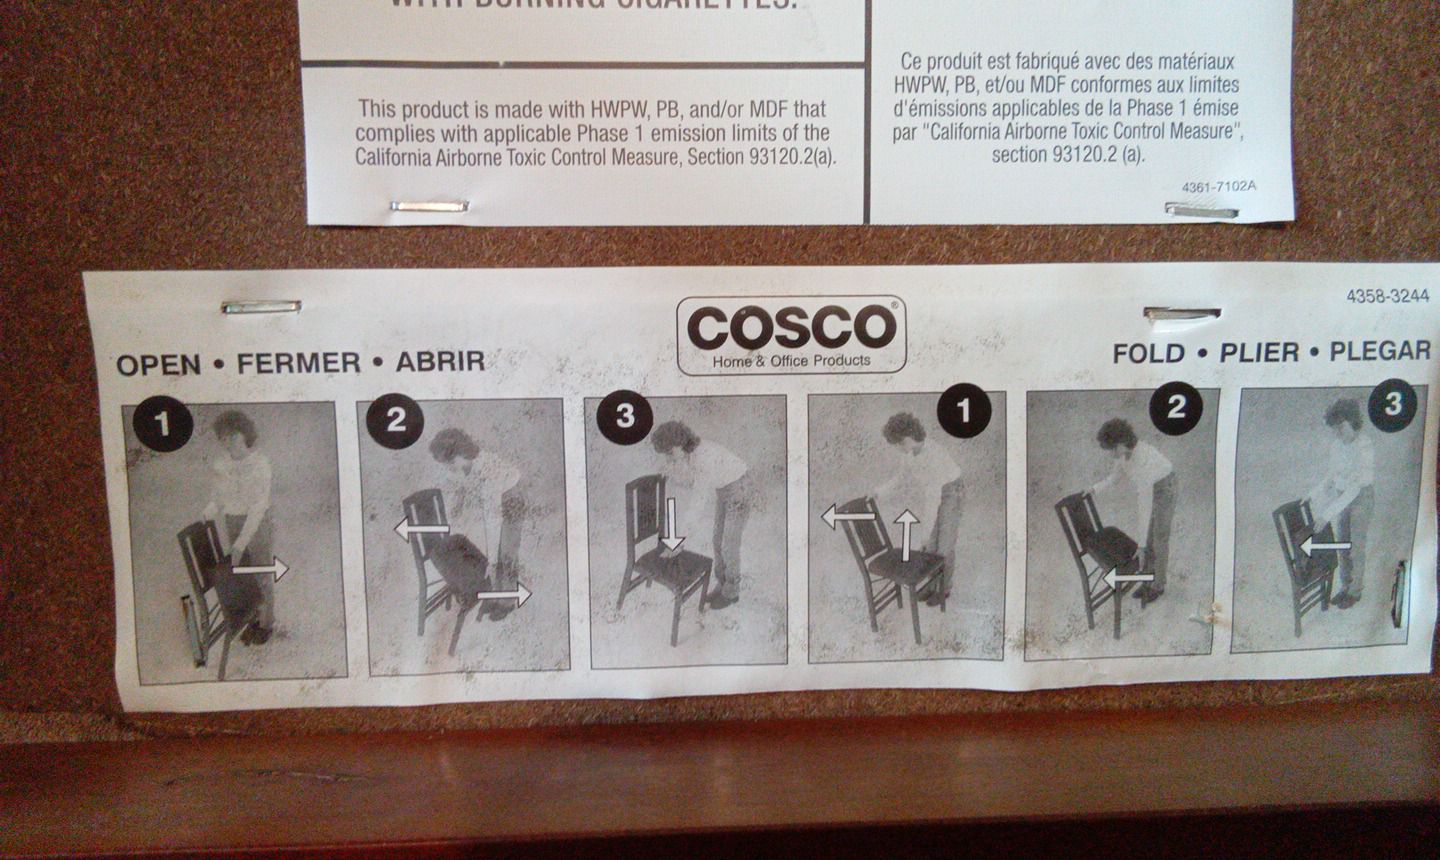 WITH BURNING CIGARETTES.
This product is made with HWPW, PB, and/or MDF that
complies with applicable Phase 1 emission limits of the
California Airborne Toxic Control Measure, Section 93120.2(a).
Ce produit est fabriqué avec des matériaux
HWPW, PB, et/ou MDF conformes aux limites
d'émissions applicables de la Phase 1 émise
par "California Airborne Toxic Control Measure",
section 93120.2 (a).
4361-7102A
4358-3244
COSCO®
Home & Office Products
OPEN • FERMER • ABRIR
FOLD • PLIER • PLEGAR
1
2
3
1
2
3